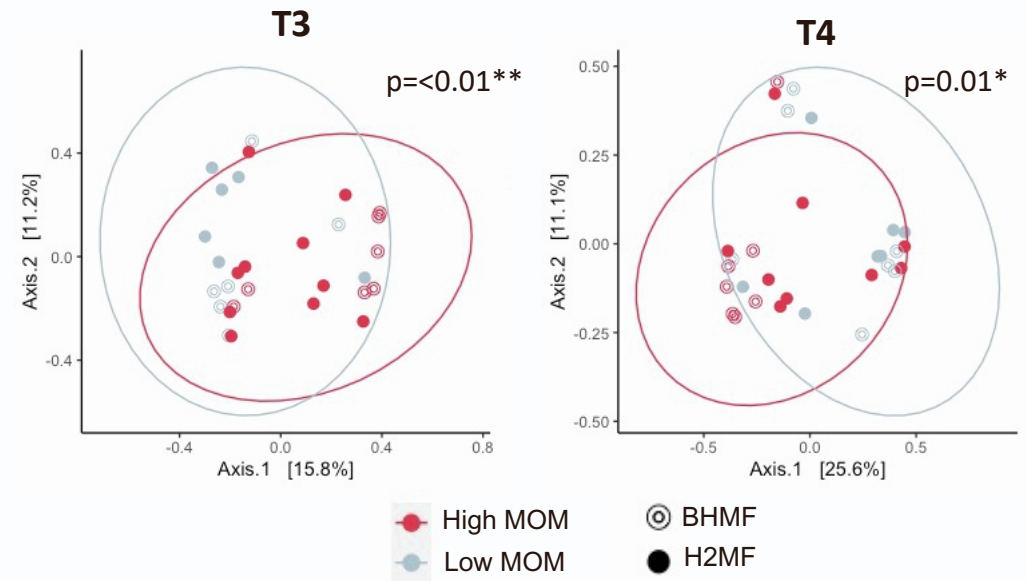 T3
T4
p=<0.01**
p=0.01*
Axis.2 [11.2%]
0.4
0.0
-0.4
-0.4
0.0
0.4
0.8
Axis.1 [15.8%]
Axis.2 [11.1%]
0.50
0.25
0.00
-0.25
-0.50
-0.5
0.0
0.5
Axis.1 [25.6%]
High MOM
Low MOM
BHMF
H2MF